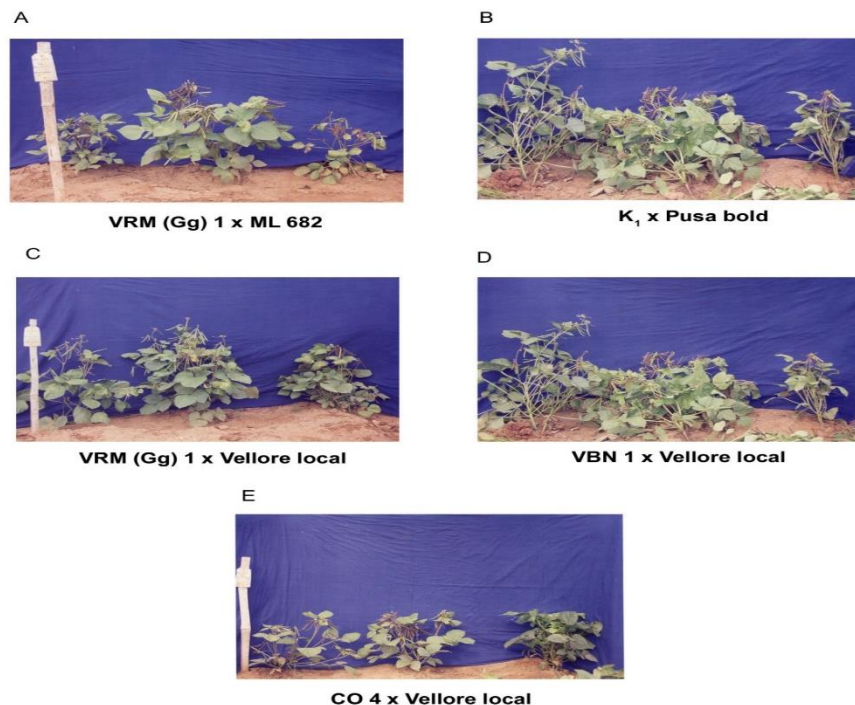 A
B
VRM (Gg) 1 x ML 682
K₁ x Pusa bold
C
D
VRM (Gg) 1 x Vellore local
VBN 1 x Vellore local
E
CO 4 x Vellore local